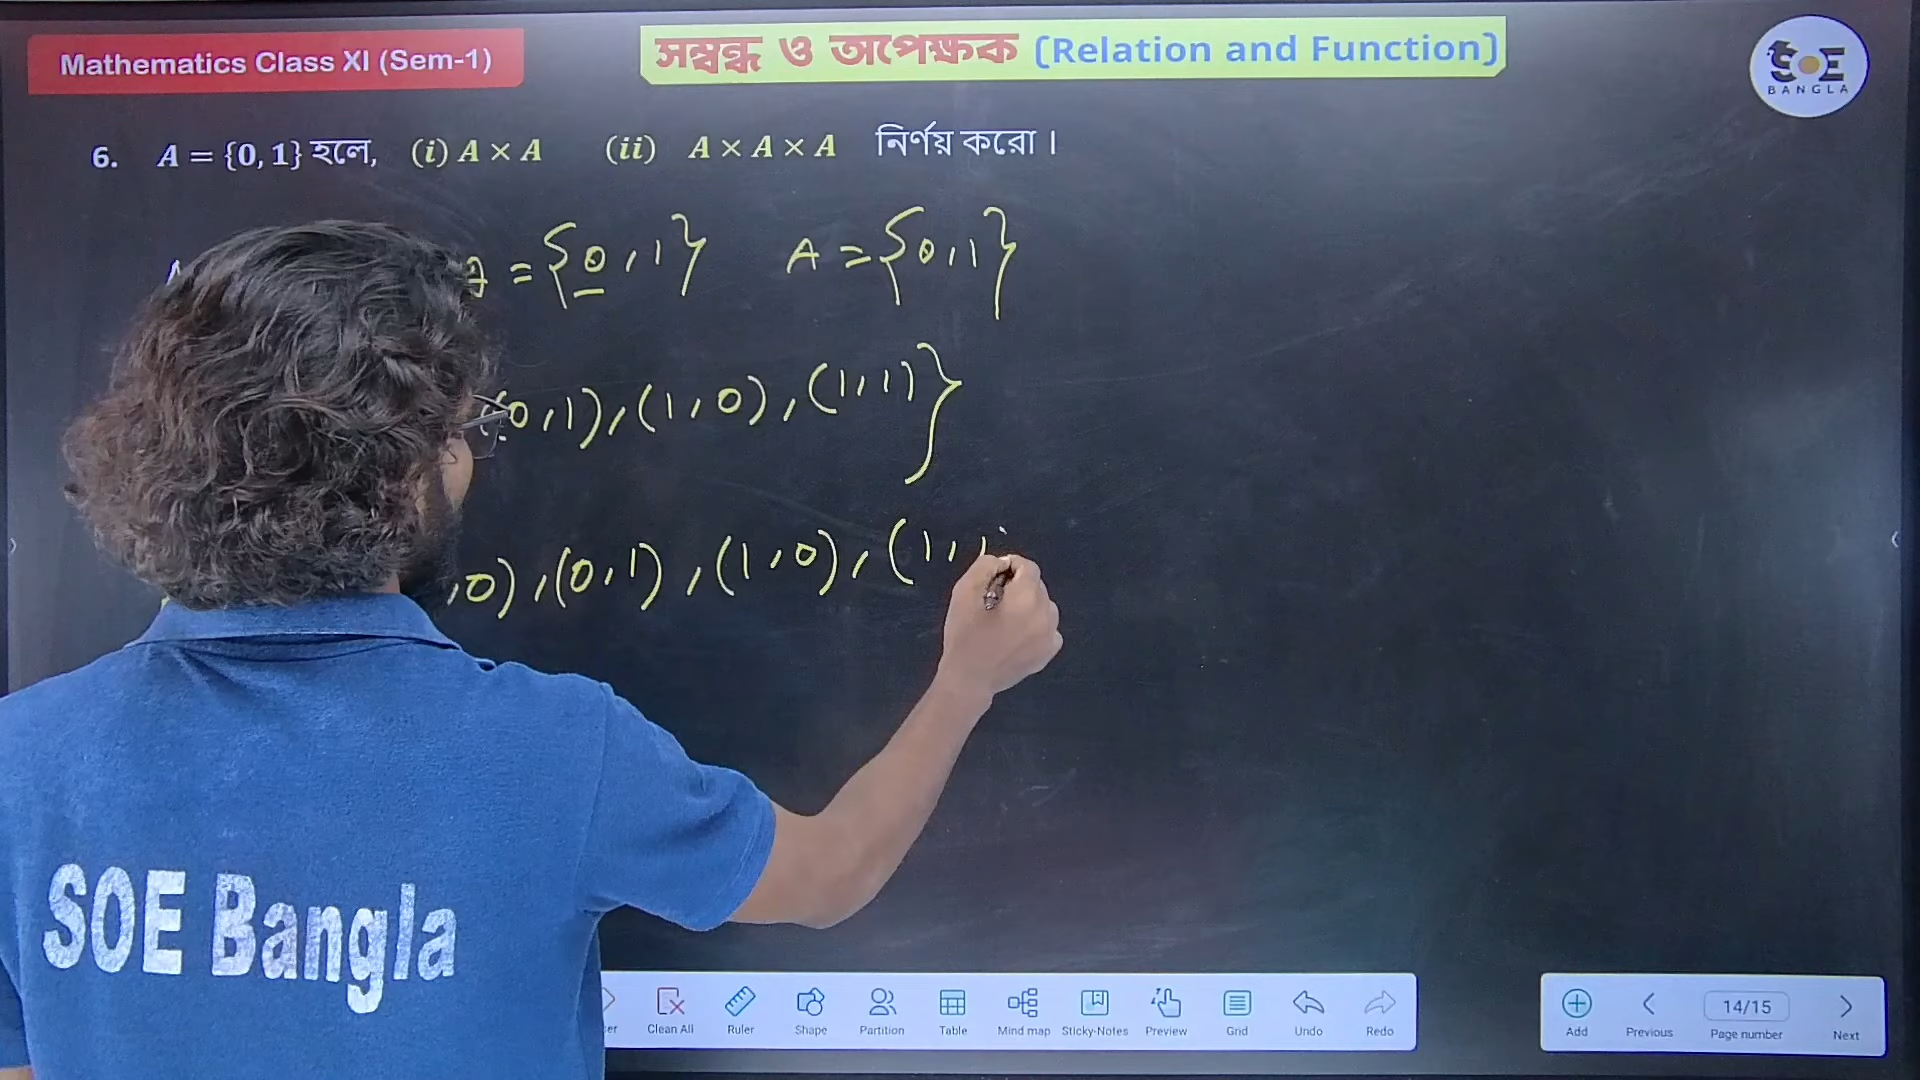 Mathematics Class XI (Sem-1)
সম্বন্ধ ও অপেক্ষক (Relation and Function)
SOE
BANGLA
6. A = {0, 1} হলে, (i) A × A (ii) A × A × A নির্ণয় করো ।
= {0, 1} A = {0, 1}
(0, 1), (1, 0), (1, 1)}
, 0), (0, 1), (1, 0), (1,
SOE Bangla
Clean All Ruler Shape Partition Table Mind map Sticky-Notes Preview Grid Undo Redo
Add Previous 14/15 Page number Next